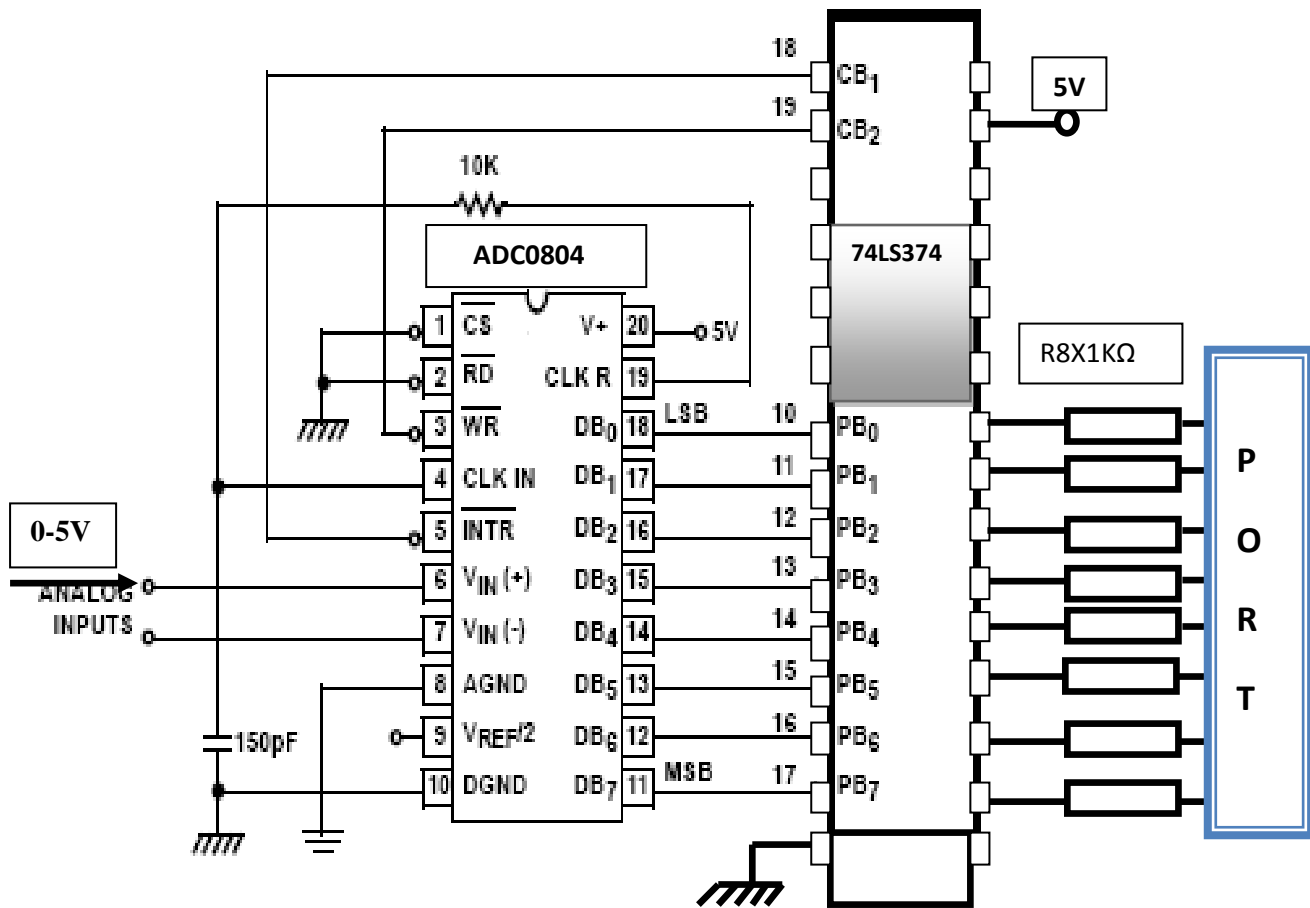 18
CB1
5V
19
CB2
10K
ADC0804
74LS374
1 CS V+ 20 5V
R8X1KΩ
2 RD CLK R 19
3 WR DB0 18 LSB 10 PB0
4 CLK IN DB1 17 11 PB1
5 INTR DB2 16 12 PB2
6 VIN (+) DB3 15 13 PB3
7 VIN (-) DB4 14 14 PB4
8 AGND DB5 13 15 PB5
9 VREF/2 DB6 12 16 PB6
10 DGND DB7 11 MSB 17 PB7
0-5V
ANALOG
INPUTS
150pF
P
O
R
T